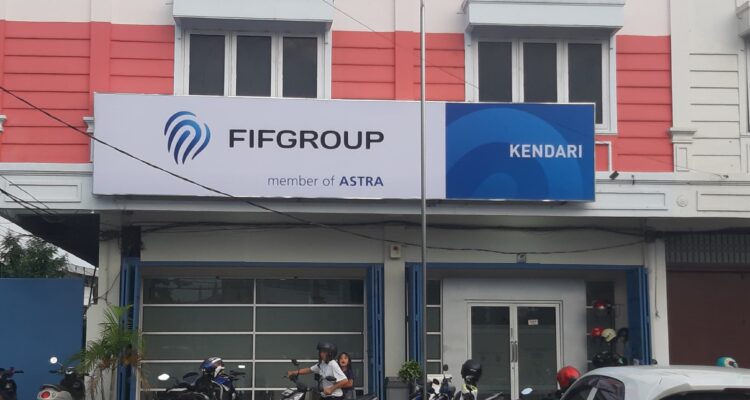 FIFGROUP
member of ASTRA
KENDARI